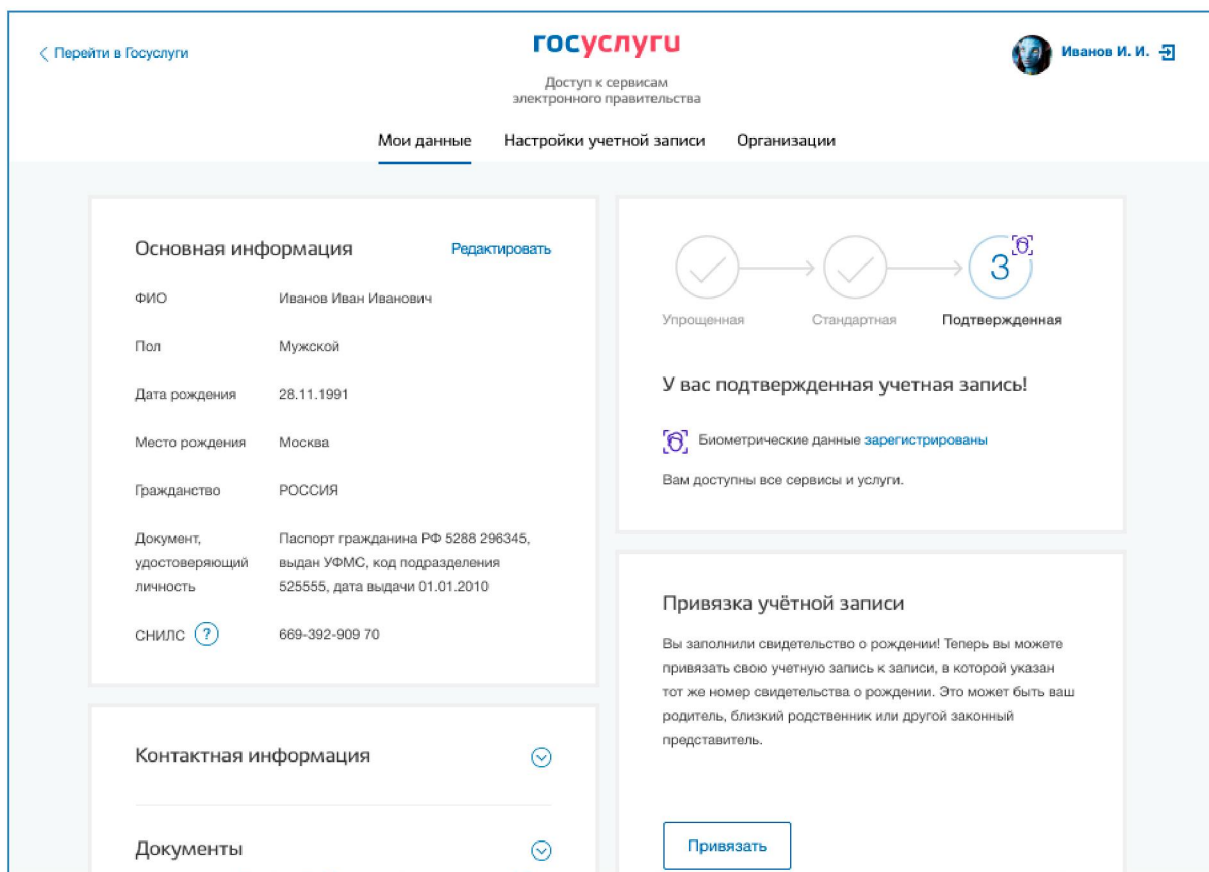 Перейти в Госуслуги
госуслуги
Иванов И. И.
Доступ к сервисам
электронного правительства
Мои данные
Настройки учетной записи
Организации
Основная информация
Редактировать
ФИО
Иванов Иван Иванович
Пол
Мужской
Дата рождения
28.11.1991
Место рождения
Москва
Гражданство
РОССИЯ
Документ,
удостоверяющий
личность
Паспорт гражданина РФ 5288 296345,
выдан УФМС, код подразделения
525555, дата выдачи 01.01.2010
СНИЛС ?
669-392-909 70
Контактная информация
Документы
3
Упрощенная
Стандартная
Подтвержденная
У вас подтвержденная учетная запись!
Биометрические данные зарегистрированы
Вам доступны все сервисы и услуги.
Привязка учётной записи
Вы заполнили свидетельство о рождении! Теперь вы можете
привязать свою учетную запись к записи, в которой указан
тот же номер свидетельства о рождении. Это может быть ваш
родитель, близкий родственник или другой законный
представитель.
Привязать